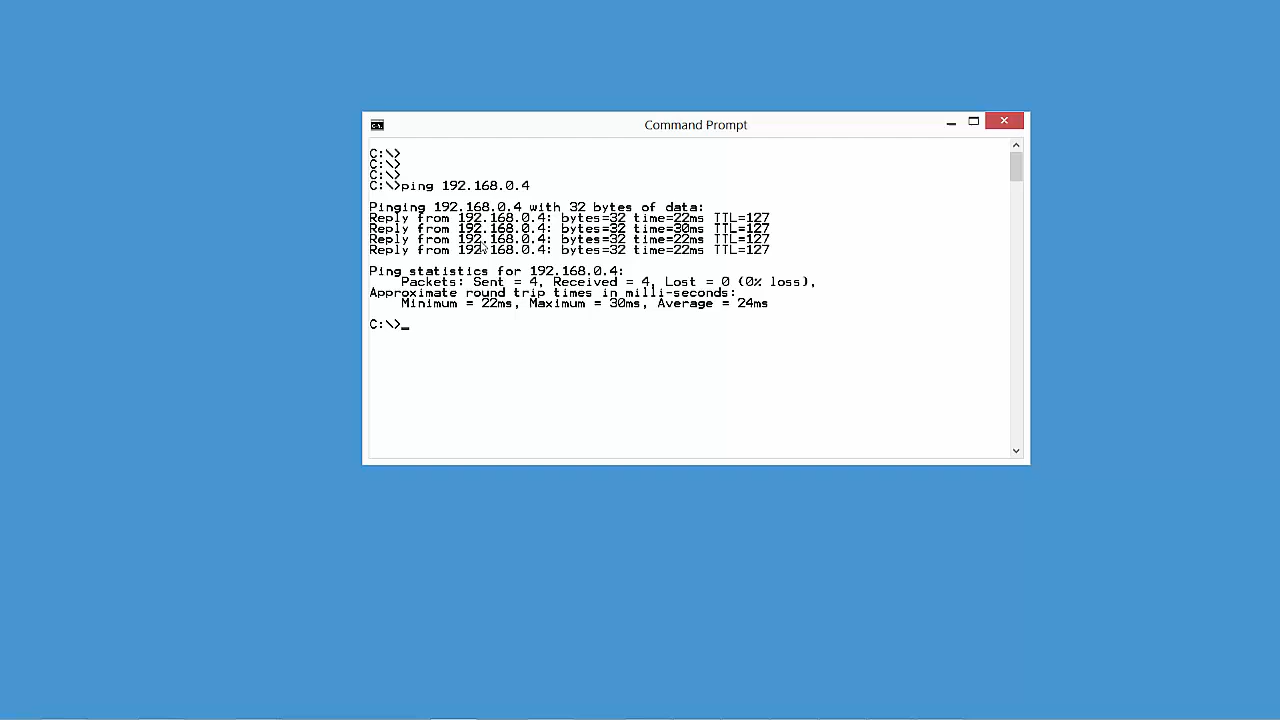 Command Prompt
C:\>
C:\>
C:\>
C:\>ping 192.168.0.4
Pinging 192.168.0.4 with 32 bytes of data:
Reply from 192.168.0.4: bytes=32 time=22ms TTL=127
Reply from 192.168.0.4: bytes=32 time=30ms TTL=127
Reply from 192.168.0.4: bytes=32 time=22ms TTL=127
Reply from 192.168.0.4: bytes=32 time=22ms TTL=127
Ping statistics for 192.168.0.4:
    Packets: Sent = 4, Received = 4, Lost = 0 (0% loss),
Approximate round trip times in milli-seconds:
    Minimum = 22ms, Maximum = 30ms, Average = 24ms
C:\>_